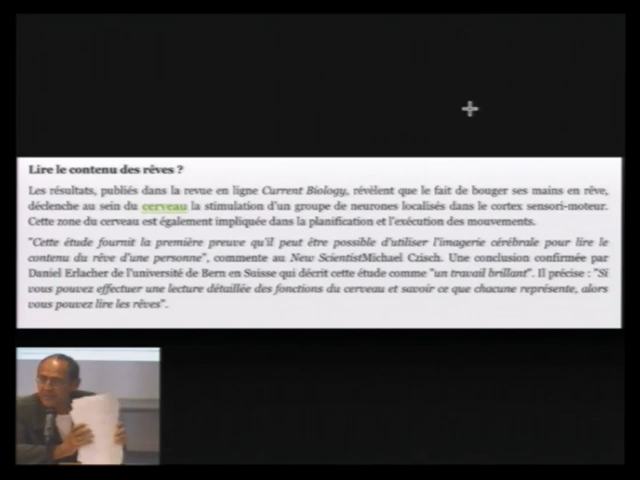 Lire le contenu des rêves ?
Les résultats, publiés dans la revue en ligne Current Biology, révèlent que le fait de bouger ses mains en rêve,
déclenche au sein du cerveau la stimulation d'un groupe de neurones localisés dans le cortex sensori-moteur.
Cette zone du cerveau est également impliquée dans la planification et l'exécution des mouvements.
"Cette étude fournit la première preuve qu'il peut être possible d'utiliser l'imagerie cérébrale pour lire le
contenu du rêve d'une personne", commente au New ScientistMichael Czisch. Une conclusion confirmée par
Daniel Erlacher de l'université de Bern en Suisse qui décrit cette étude comme "un travail brillant". Il précise : "Si
vous pouvez effectuer une lecture détaillée des fonctions du cerveau et savoir ce que chacune représente, alors
vous pouvez lire les rêves".